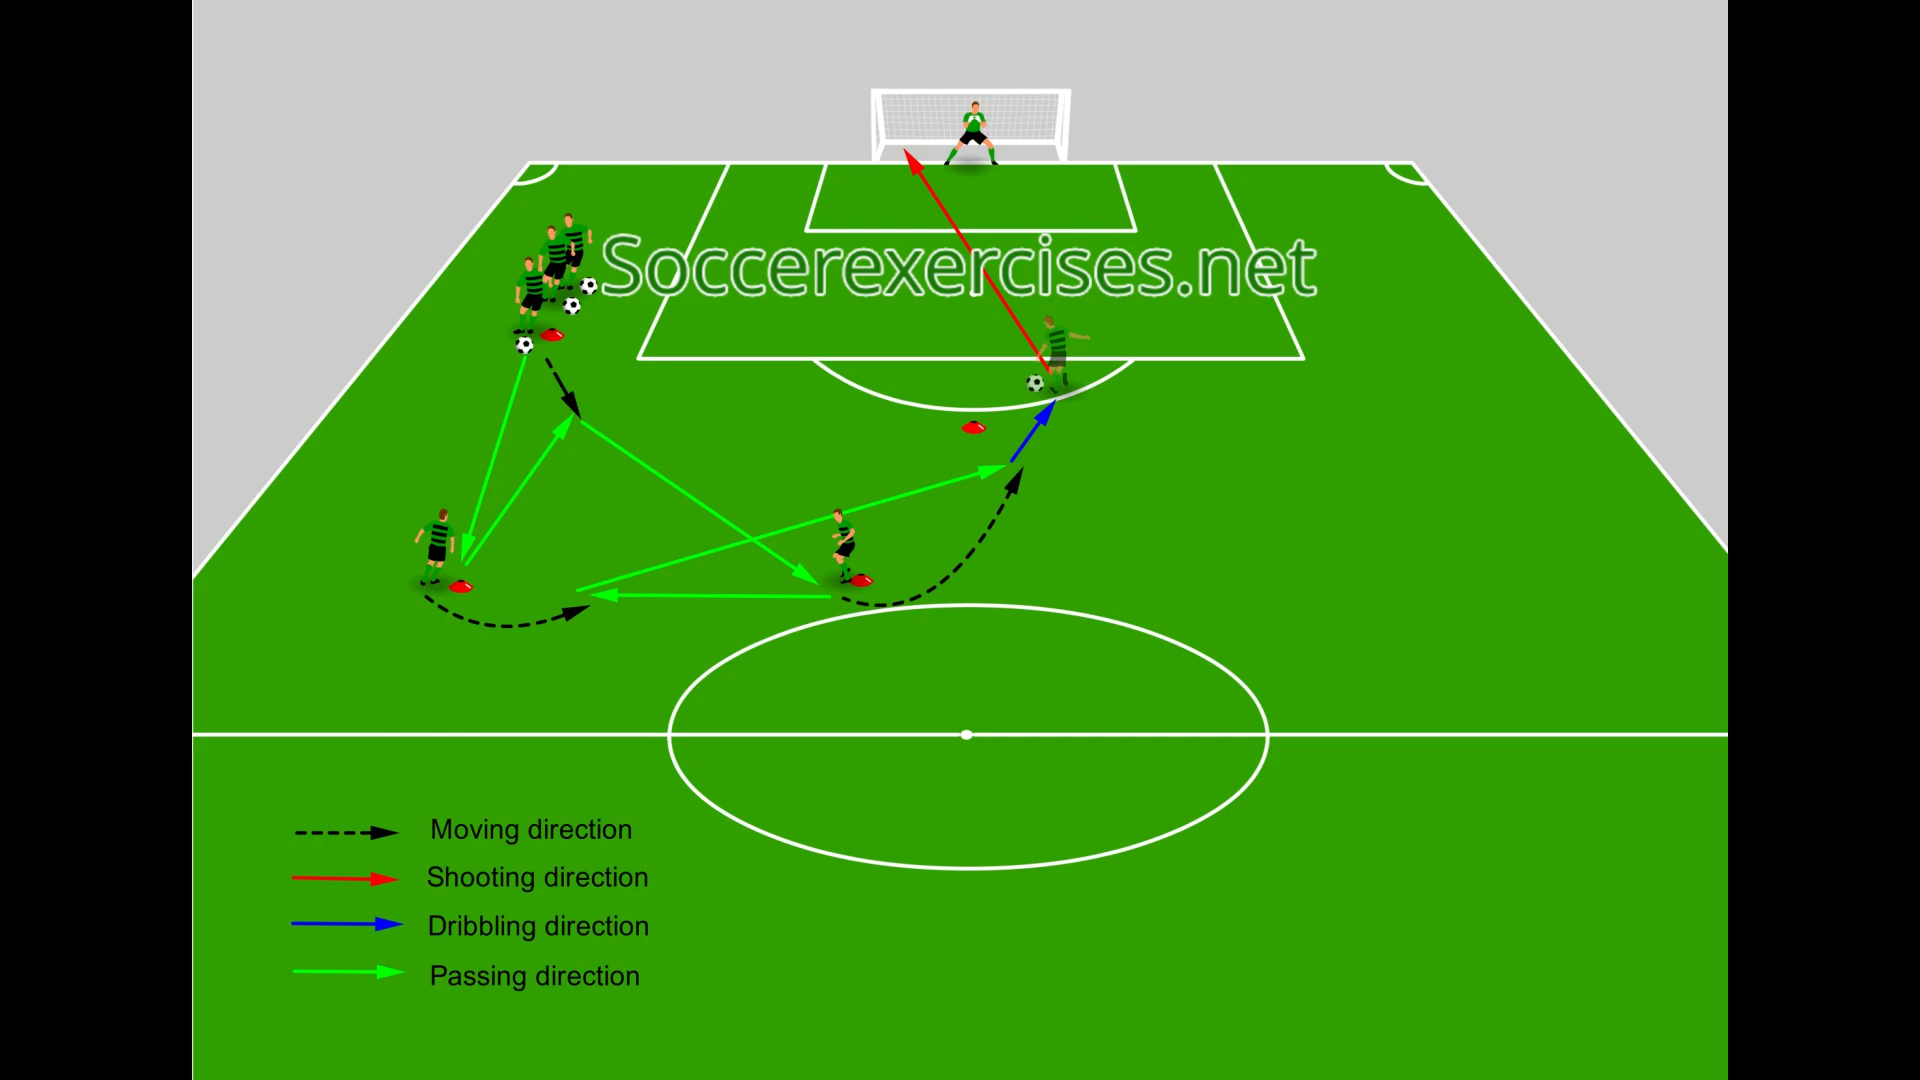 Soccerexercises.net
Moving direction
Shooting direction
Dribbling direction
Passing direction